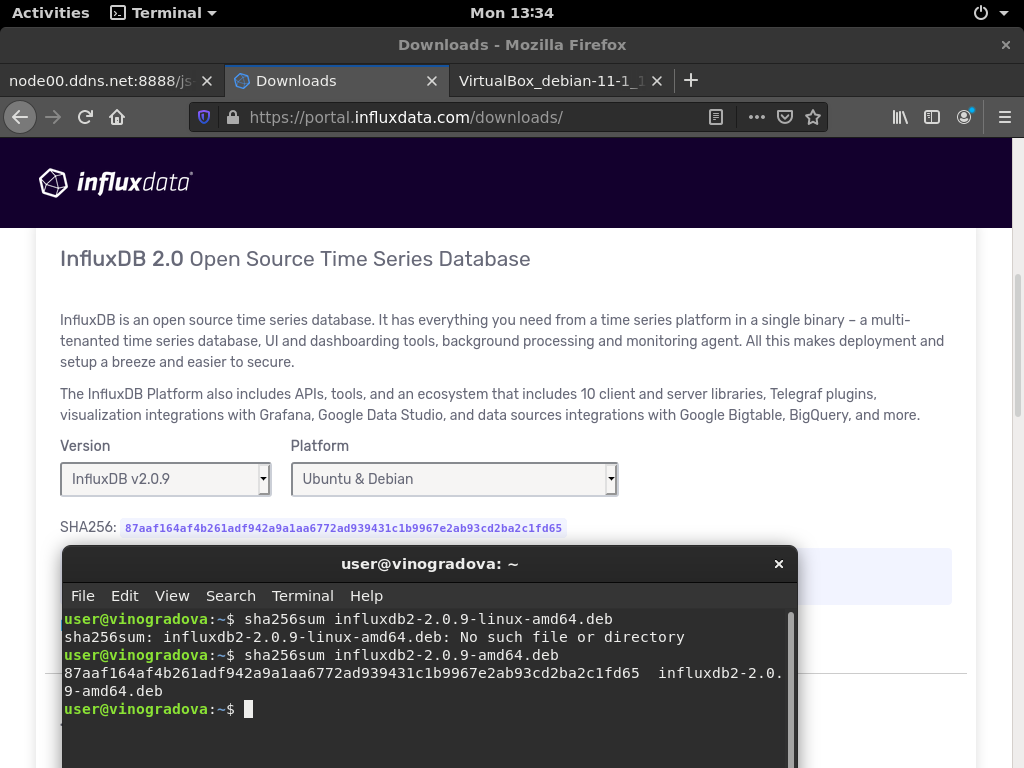 Activities Terminal Mon 13:34
Downloads - Mozilla Firefox
node00.ddns.net:8888/js Downloads VirtualBox_debian-11-1_1
https://portal.influxdata.com/downloads/
influxdata
InfluxDB 2.0 Open Source Time Series Database
InfluxDB is an open source time series database. It has everything you need from a time series platform in a single binary – a multi-
tenanted time series database, UI and dashboarding tools, background processing and monitoring agent. All this makes deployment and
setup a breeze and easier to secure.
The InfluxDB Platform also includes APIs, tools, and an ecosystem that includes 10 client and server libraries, Telegraf plugins,
visualization integrations with Grafana, Google Data Studio, and data sources integrations with Google Bigtable, BigQuery, and more.
Version Platform
InfluxDB v2.0.9 Ubuntu & Debian
SHA256: 87aaf164af4b261adf942a9a1aa6772ad939431c1b9967e2ab93cd2ba2c1fd65
user@vinogradova: ~
File Edit View Search Terminal Help
user@vinogradova:~$ sha256sum influxdb2-2.0.9-linux-amd64.deb
sha256sum: influxdb2-2.0.9-linux-amd64.deb: No such file or directory
user@vinogradova:~$ sha256sum influxdb2-2.0.9-amd64.deb
87aaf164af4b261adf942a9a1aa6772ad939431c1b9967e2ab93cd2ba2c1fd65  influxdb2-2.0.
9-amd64.deb
user@vinogradova:~$